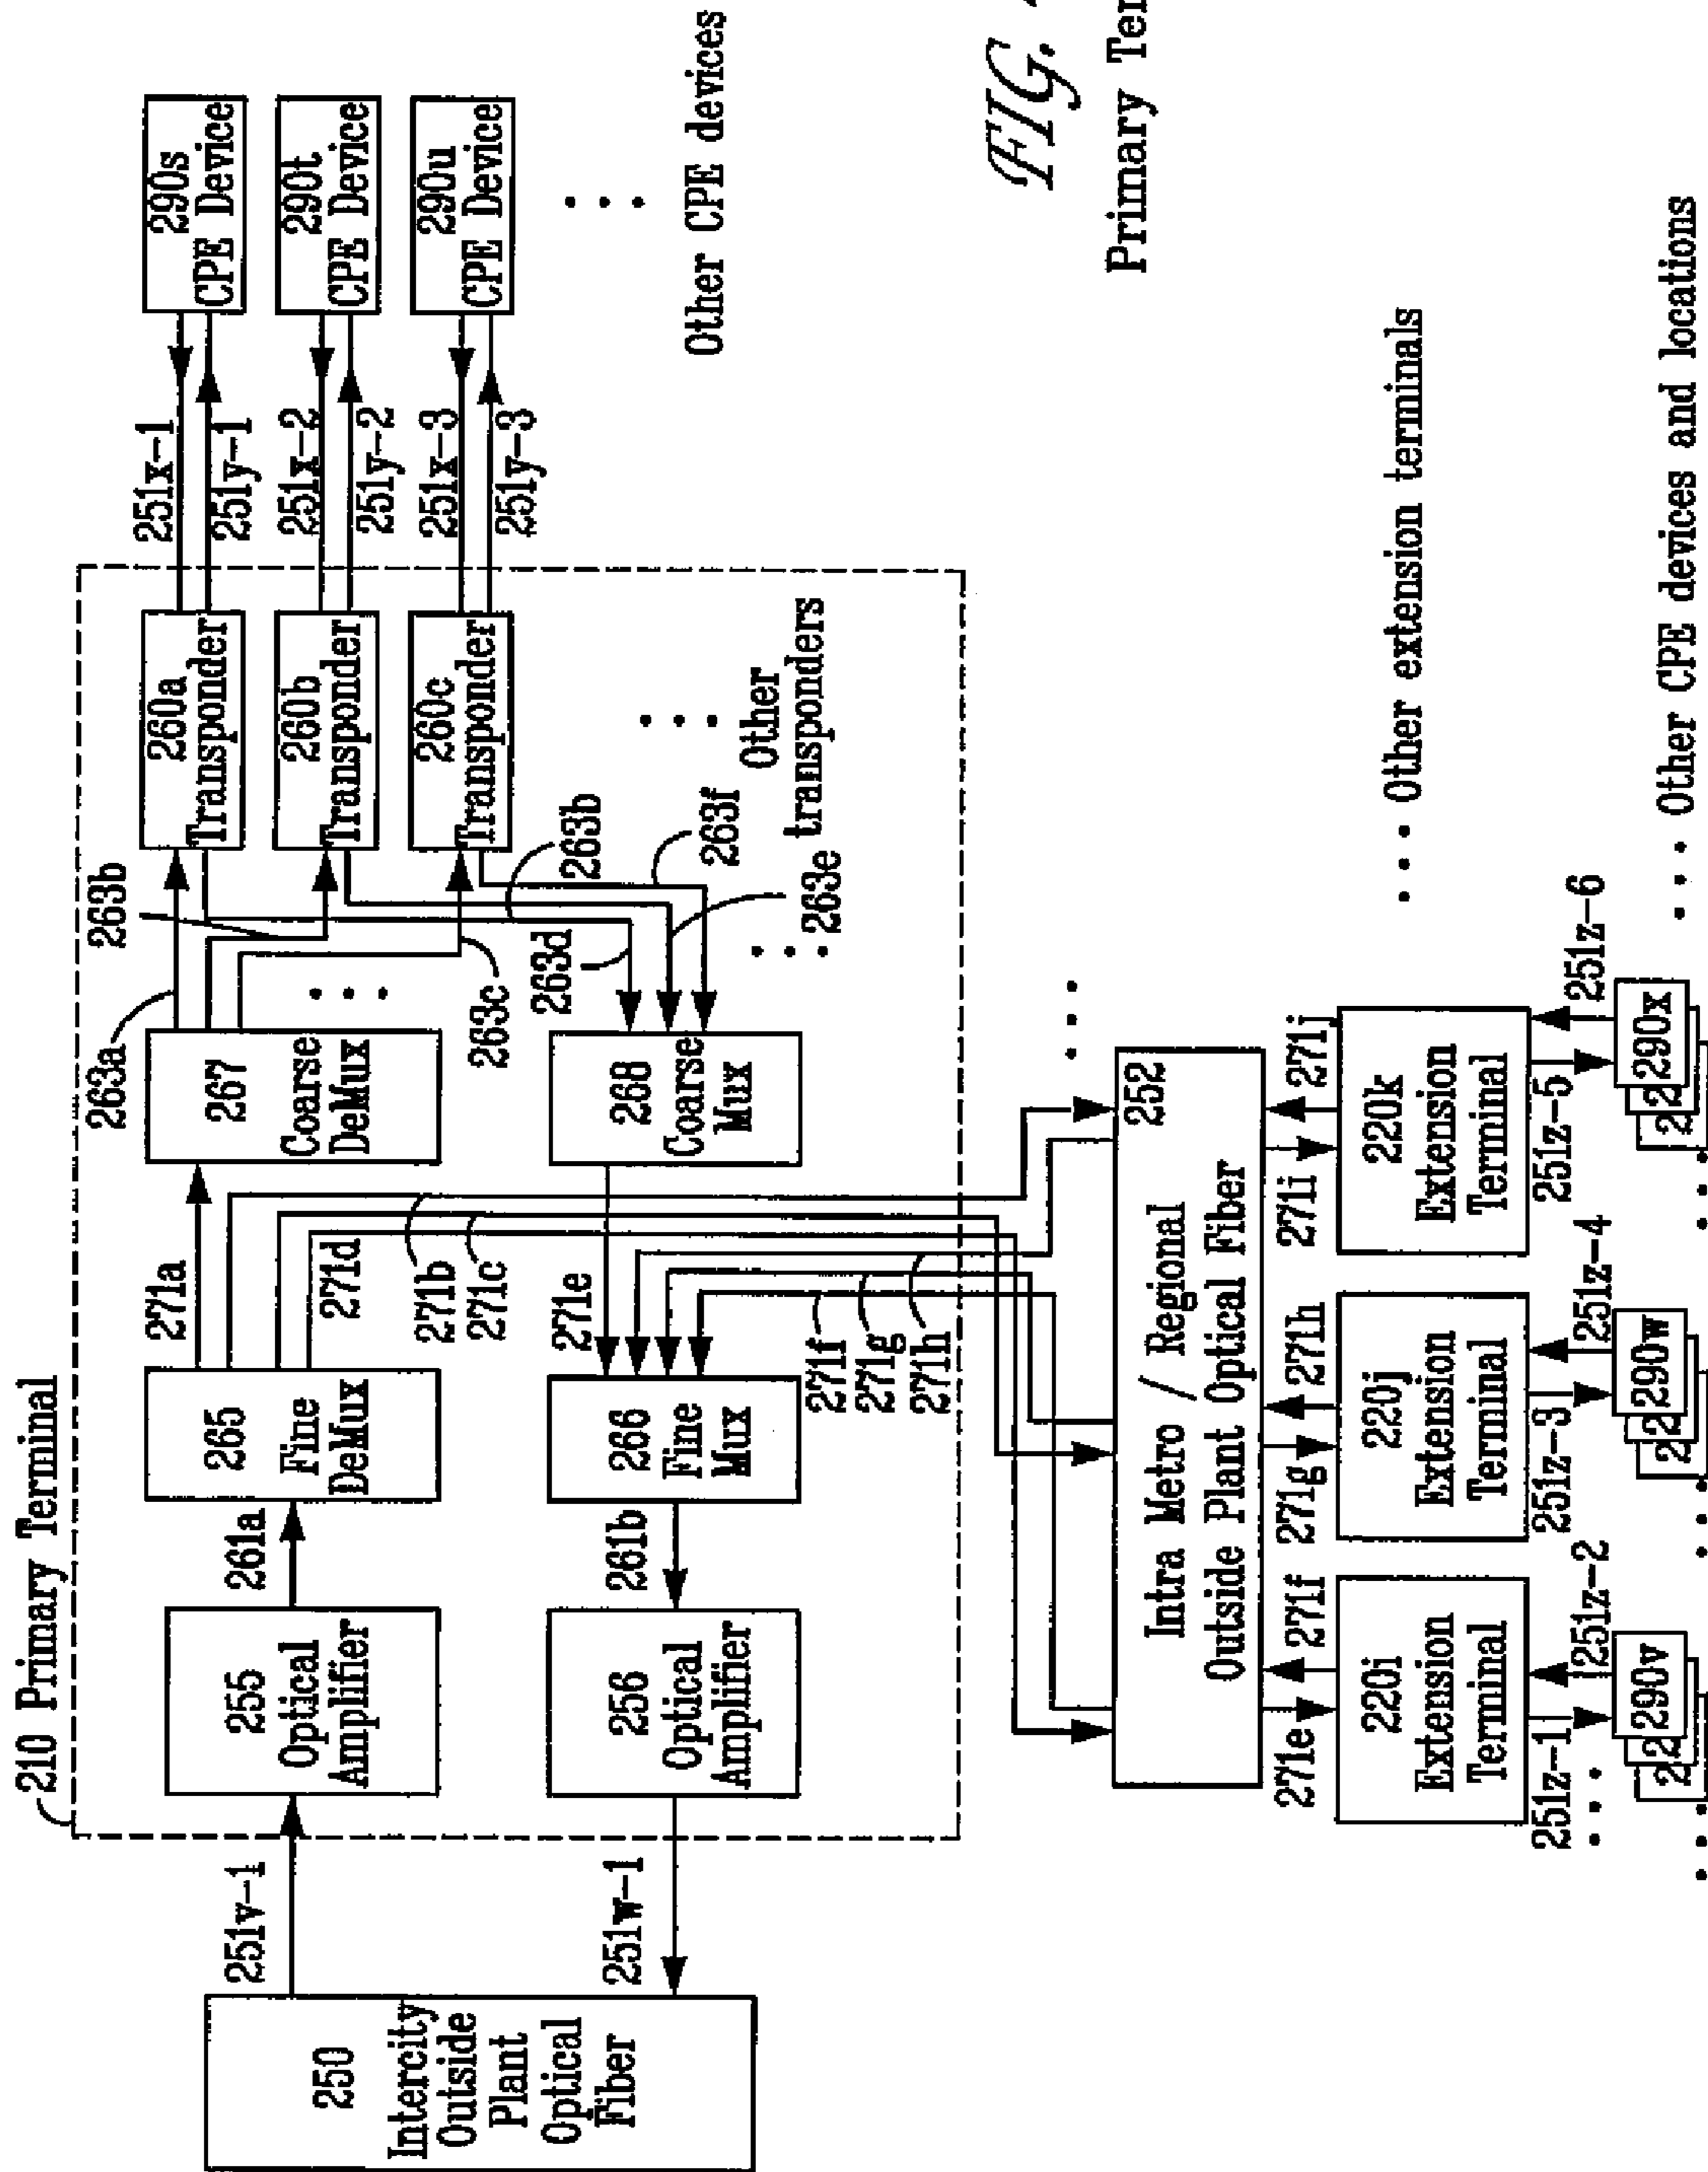 210 Primary Terminal
250
Intercity
Outside
Plant
Optical
Fiber
251v-1
251w-1
255
Optical
Amplifier
261a
256
Optical
Amplifier
261b
265
Fine
DeMux
266
Fine
Mux
271a
271b
271c
271d
271e
271f
271g
271h
267
Coarse
DeMux
268
Coarse
Mux
263a
263b
263c
263d
263b
263e
263f
260a
Transponder
260b
Transponder
260c
Transponder
Other
transponders
251x-1
251y-1
251x-2
251y-2
251x-3
251y-3
290s
CPE Device
290t
CPE Device
290u
CPE Device
Other CPE devices
FIG.
Primary
252
Intra Metro / Regional
Outside Plant Optical Fiber
271e
271f
271g
271h
271i
271j
220i
Extension
Terminal
220j
Extension
Terminal
220k
Extension
Terminal
... Other extension terminals
251z-1
251z-2
251z-3
251z-4
251z-5
251z-6
290v
290w
290x
... Other CPE devices and locations